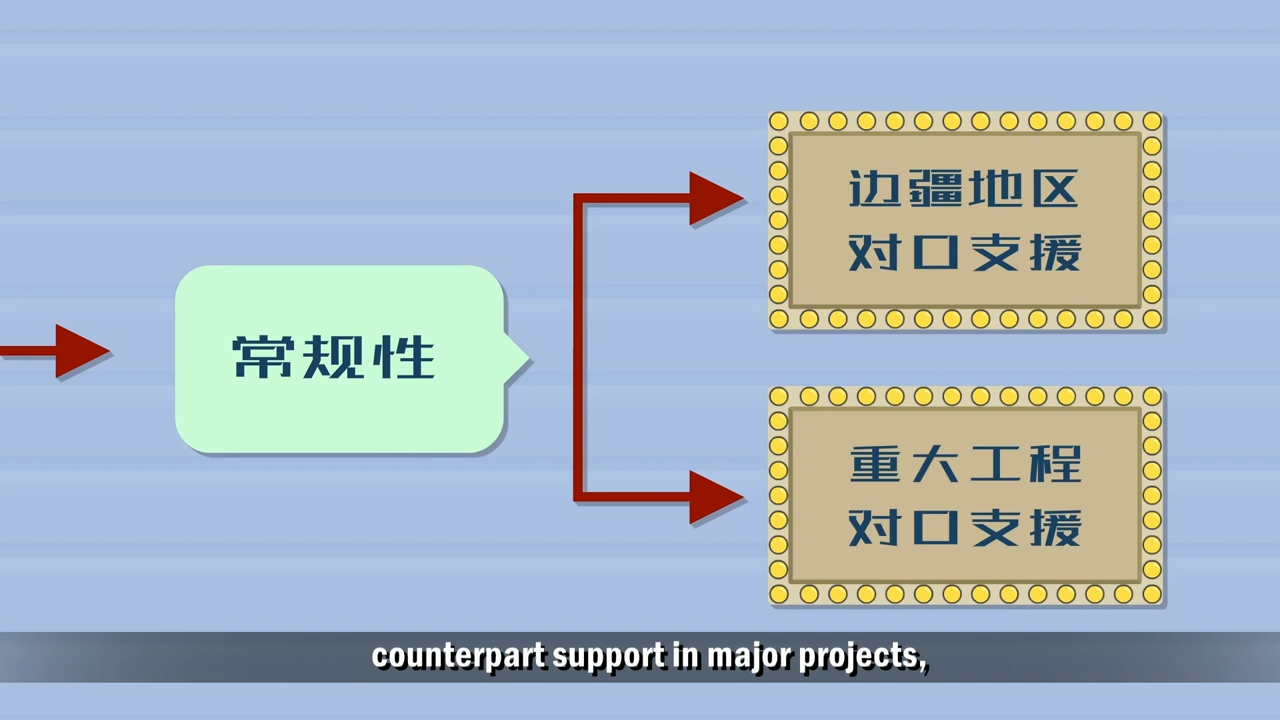 常规性
边疆地区
对口支援
重大工程
对口支援
counterpart support in major projects,